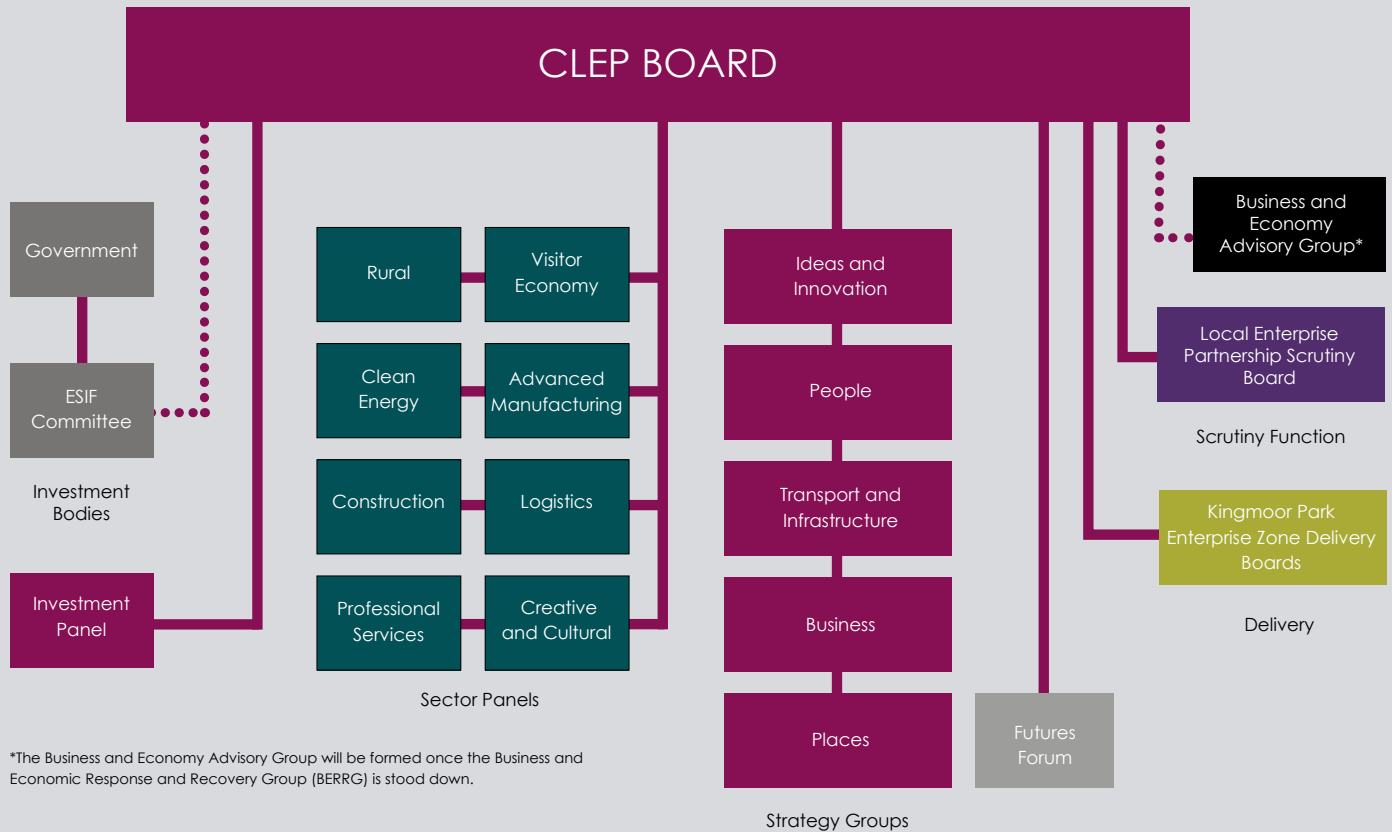 CLEP BOARD
Government
ESIF
Committee
Investment
Bodies
Investment
Panel
Rural
Visitor
Economy
Clean
Energy
Advanced
Manufacturing
Construction
Logistics
Professional
Services
Creative
and Cultural
Sector Panels
Ideas and
Innovation
People
Transport and
Infrastructure
Business
Places
Strategy Groups
Futures
Forum
Business and
Economy
Advisory Group*
Local Enterprise
Partnership Scrutiny
Board
Scrutiny Function
Kingmoor Park
Enterprise Zone Delivery
Boards
Delivery
*The Business and Economy Advisory Group will be formed once the Business and
Economic Response and Recovery Group (BERRG) is stood down.